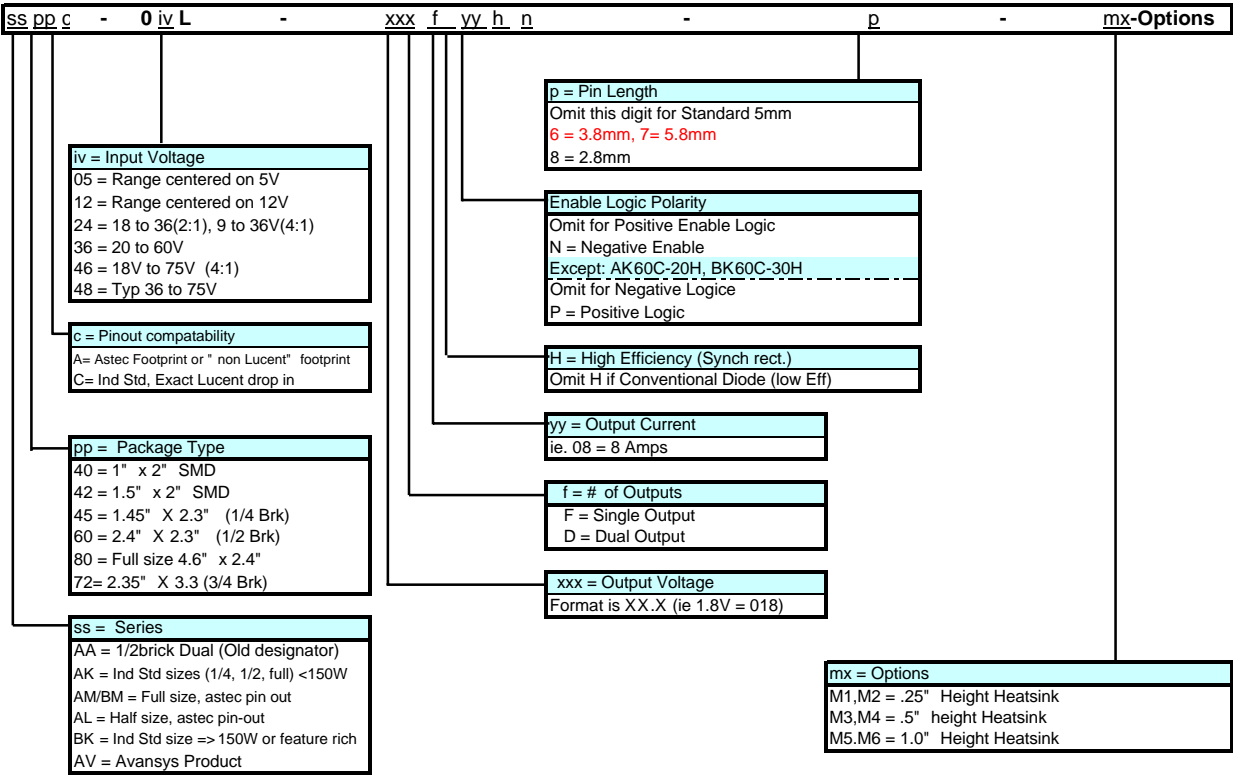 ss pp c - 0 iv L - xxx f yy h n - p - mx-Options
p = Pin Length
Omit this digit for Standard 5mm
6 = 3.8mm, 7= 5.8mm
8 = 2.8mm
iv = Input Voltage
05 = Range centered on 5V
12 = Range centered on 12V
24 = 18 to 36(2:1), 9 to 36V(4:1)
36 = 20 to 60V
46 = 18V to 75V (4:1)
48 = Typ 36 to 75V
Enable Logic Polarity
Omit for Positive Enable Logic
N = Negative Enable
Except: AK60C-20H, BK60C-30H
Omit for Negative Logice
P = Positive Logic
c = Pinout compatability
A= Astec Footprint or " non Lucent" footprint
C= Ind Std, Exact Lucent drop in
H = High Efficiency (Synch rect.)
Omit H if Conventional Diode (low Eff)
yy = Output Current
ie. 08 = 8 Amps
pp = Package Type
40 = 1" x 2" SMD
42 = 1.5" x 2" SMD
45 = 1.45" X 2.3" (1/4 Brk)
60 = 2.4" X 2.3" (1/2 Brk)
80 = Full size 4.6" x 2.4"
72= 2.35" X 3.3 (3/4 Brk)
f = # of Outputs
F = Single Output
D = Dual Output
xxx = Output Voltage
Format is XX.X (ie 1.8V = 018)
ss = Series
AA = 1/2brick Dual (Old designator)
AK = Ind Std sizes (1/4, 1/2, full) <150W
AM/BM = Full size, astec pin out
AL = Half size, astec pin-out
BK = Ind Std size => 150W or feature rich
AV = Avansys Product
mx = Options
M1,M2 = .25" Height Heatsink
M3,M4 = .5" height Heatsink
M5.M6 = 1.0" Height Heatsink